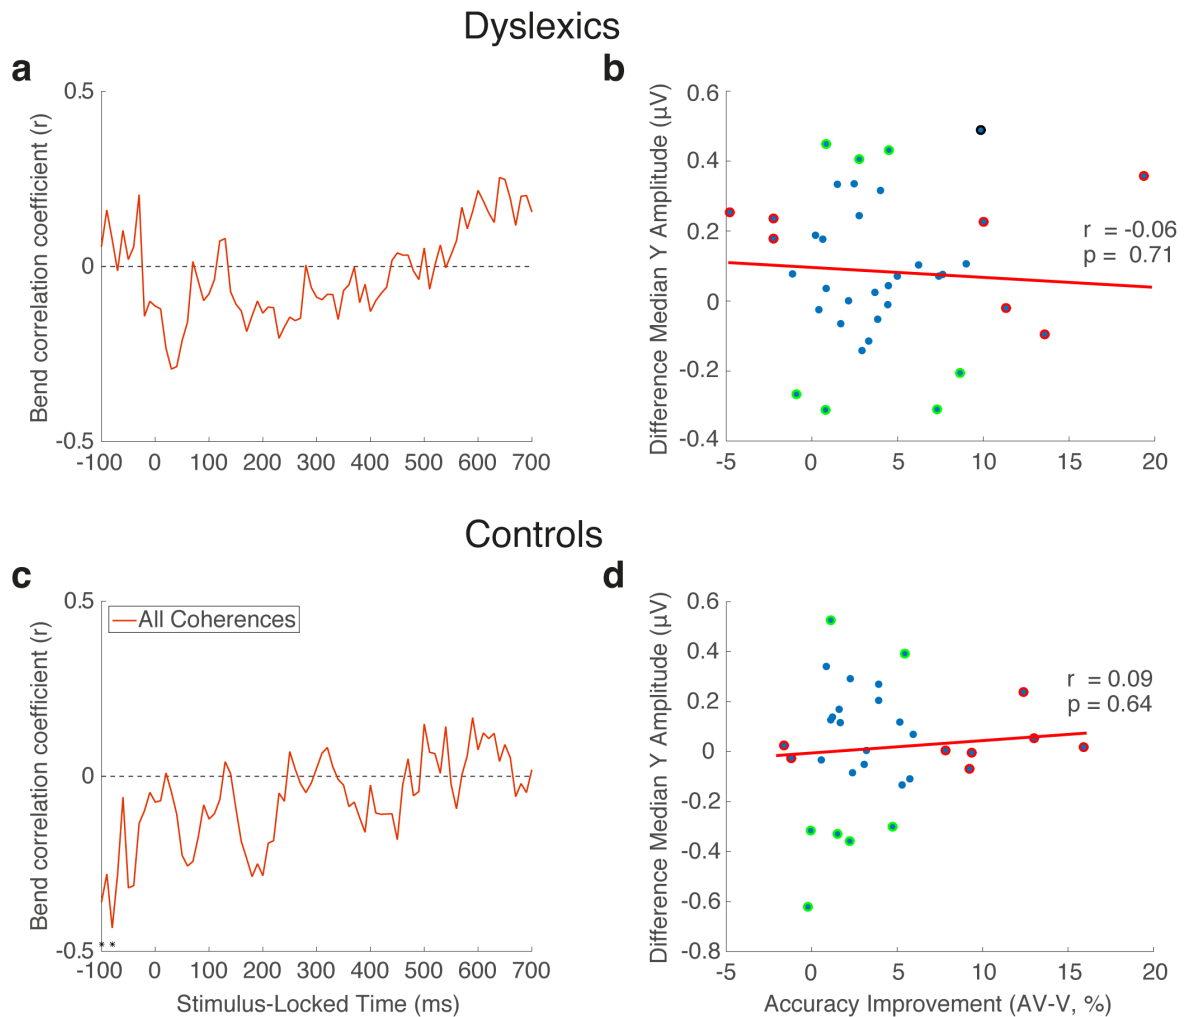 Dyslexics
a
b
0.5
0
-0.5
Bend correlation coefficient (r)
-100 0 100 200 300 400 500 600 700
0.6
0.4
0.2
0
-0.2
-0.4
Difference Median Y Amplitude (µV)
r = -0.06
p = 0.71
-5 0 5 10 15 20
Controls
c
d
0.5
0
-0.5
Bend correlation coefficient (r)
All Coherences
* *
-100 0 100 200 300 400 500 600 700
Stimulus-Locked Time (ms)
0.6
0.4
0.2
0
-0.2
-0.4
-0.6
-0.8
Difference Median Y Amplitude (µV)
r = 0.09
p = 0.64
-5 0 5 10 15 20
Accuracy Improvement (AV-V, %)